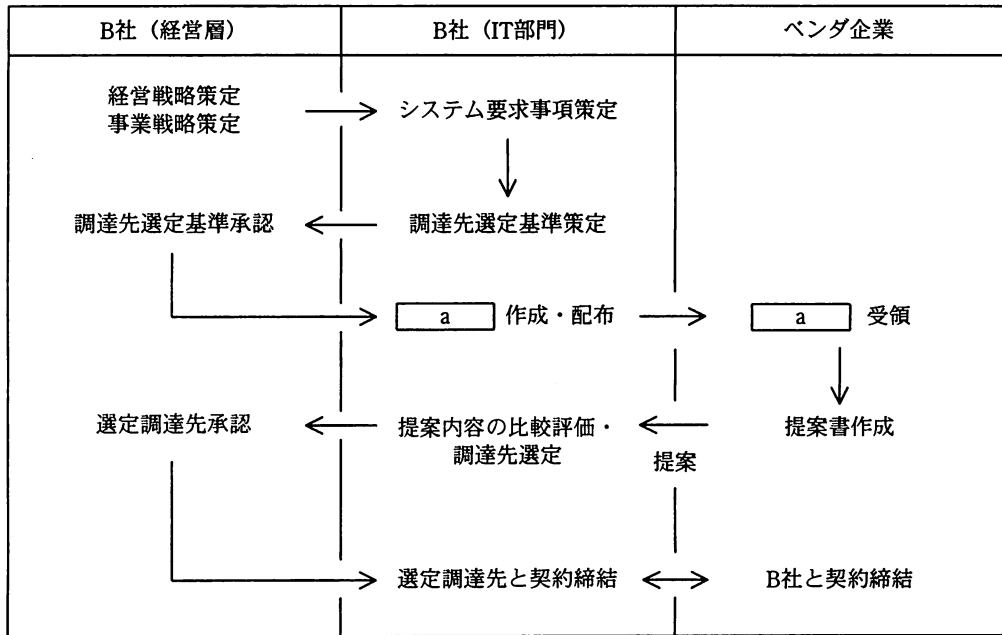 B社（経営層）
B社（IT部門）
ベンダ企業
経営戦略策定
事業戦略策定
システム要求事項策定
調達先選定基準承認
調達先選定基準策定
a 作成・配布
a 受領
選定調達先承認
提案内容の比較評価・
調達先選定
提案
提案書作成
選定調達先と契約締結
B社と契約締結